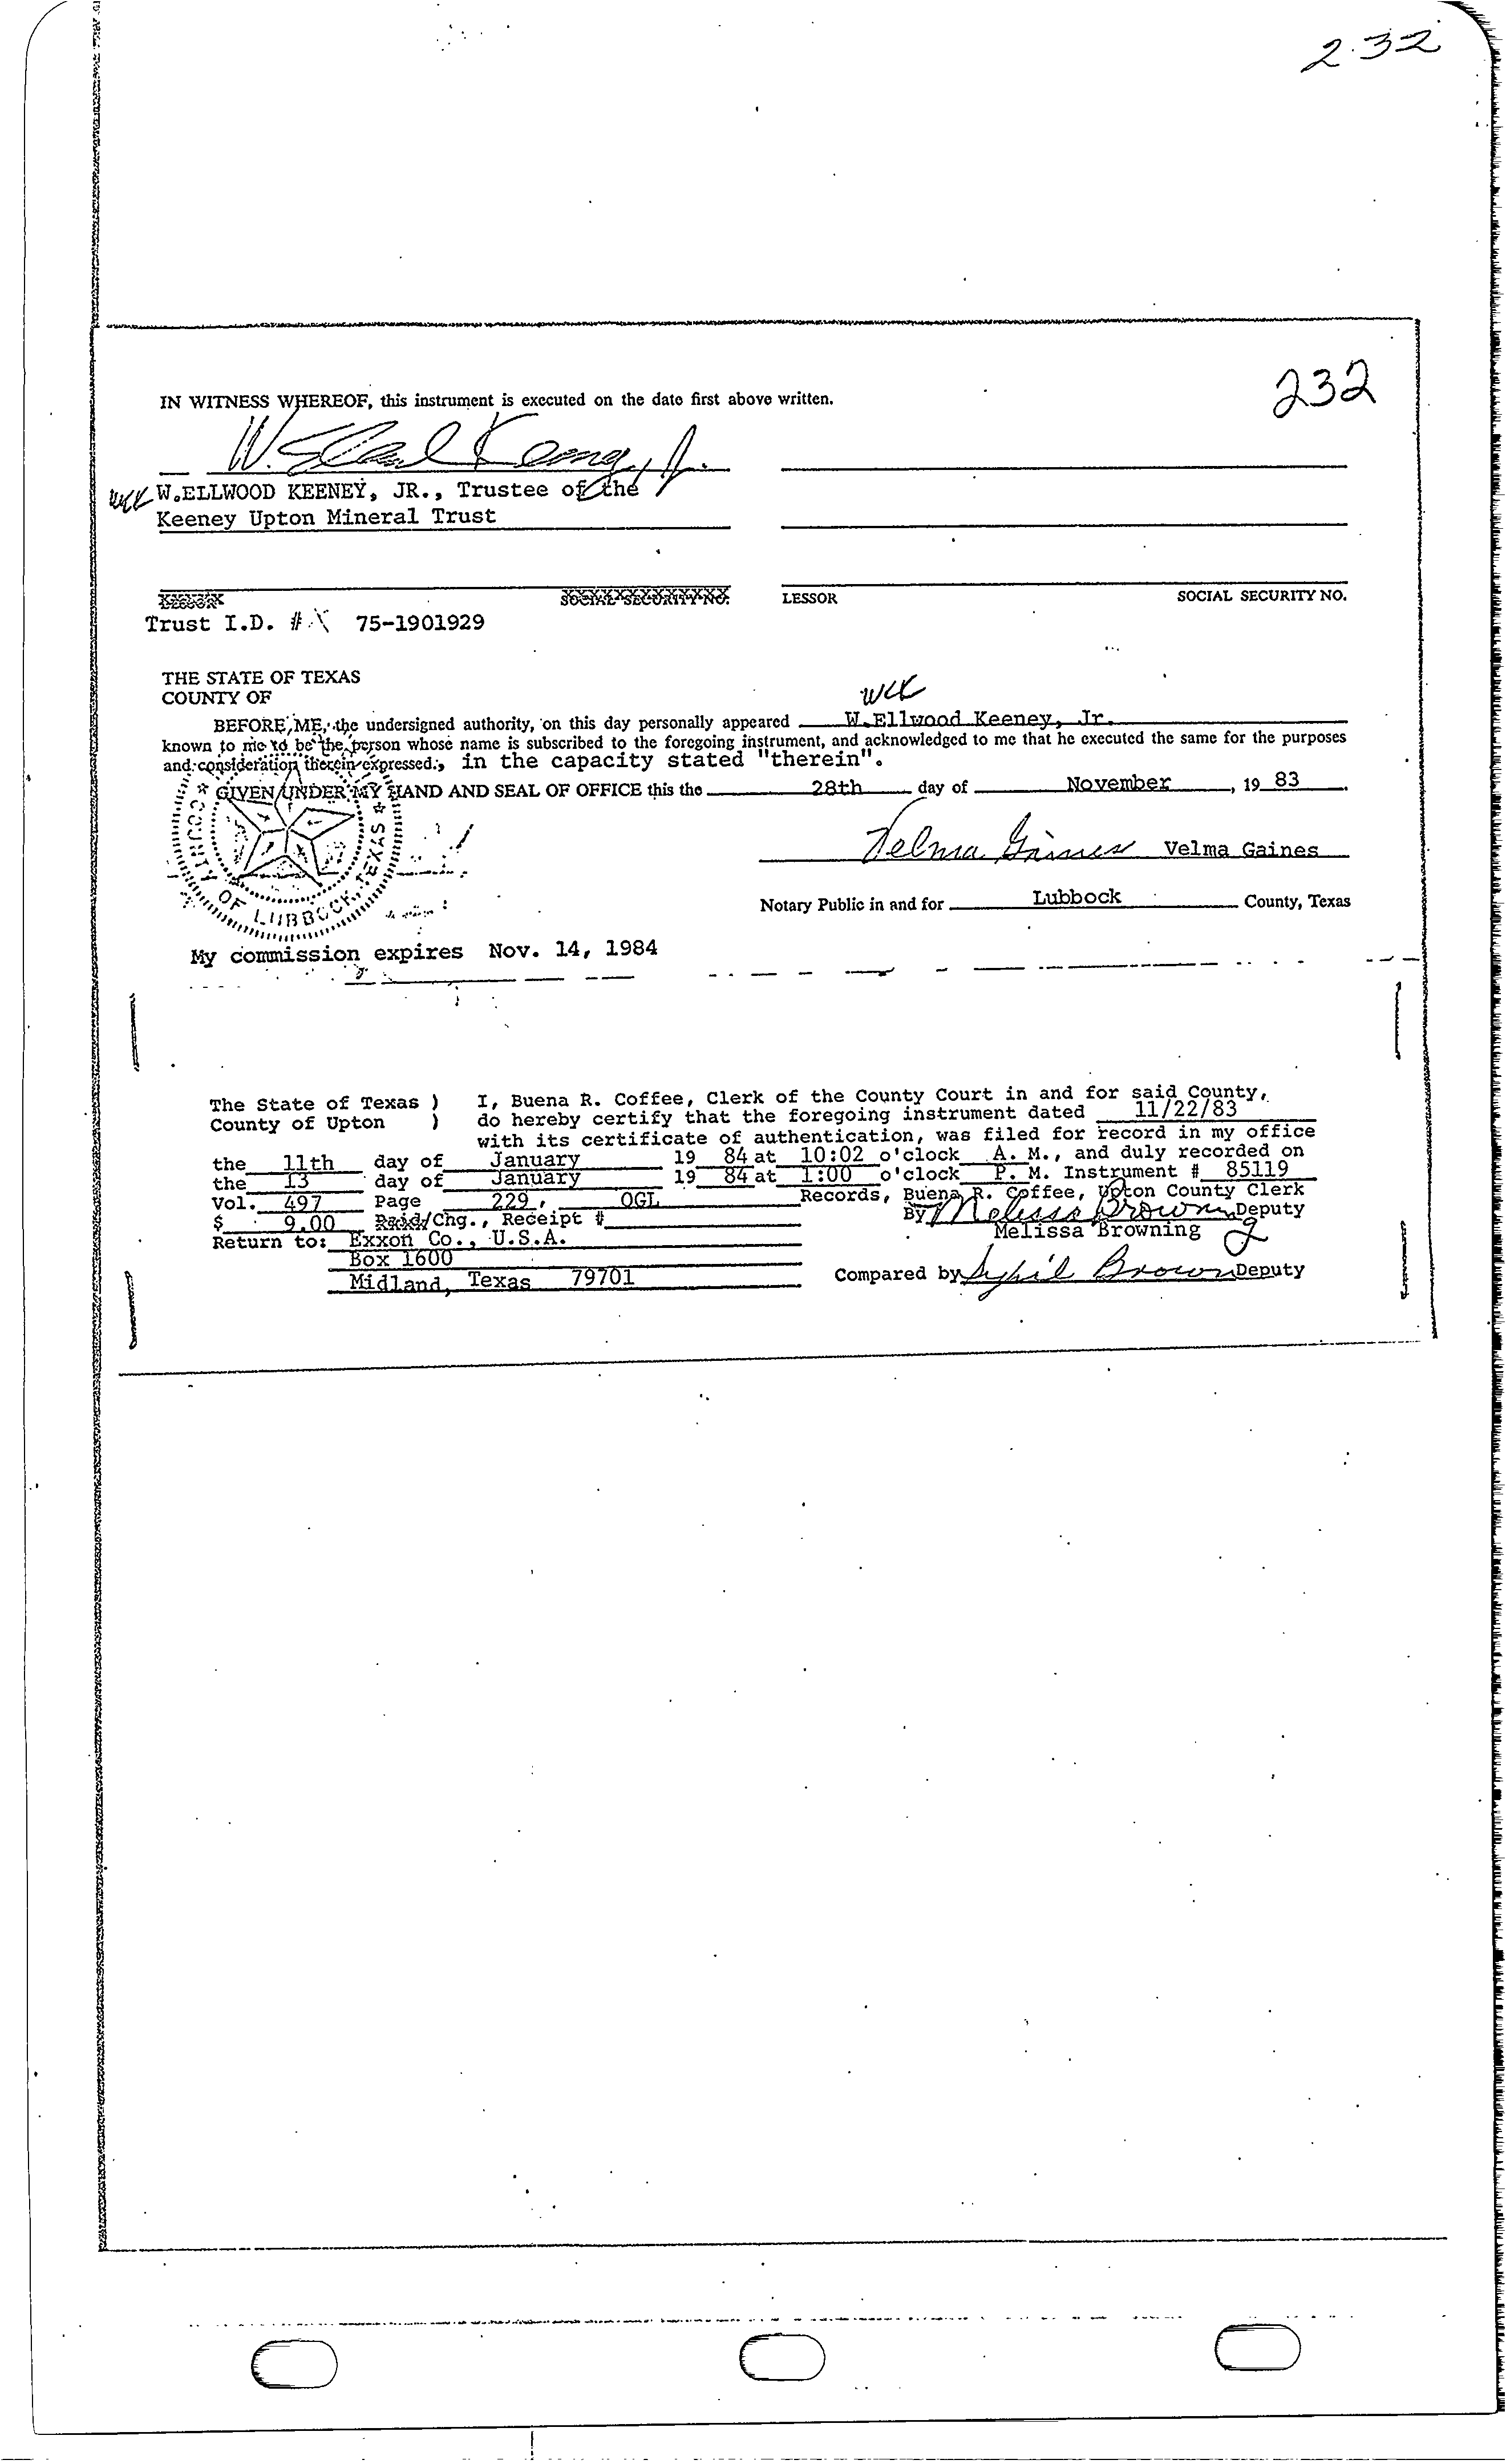 232
232
IN WITNESS WHEREOF, this instrument is executed on the date first above written.
W. Ellwood Keeney, Jr.
WEK W.ELLWOOD KEENEY, JR., Trustee of the
Keeney Upton Mineral Trust
LESSOR SOCIAL SECURITY NO. LESSOR SOCIAL SECURITY NO.
Trust I.D. # 75-1901929
THE STATE OF TEXAS
COUNTY OF
WEK
BEFORE ME, the undersigned authority, on this day personally appeared W.Ellwood Keeney, Jr.
known to me to be the person whose name is subscribed to the foregoing instrument, and acknowledged to me that he executed the same for the purposes
and consideration therein expressed., in the capacity stated "therein".
GIVEN UNDER MY HAND AND SEAL OF OFFICE this the 28th day of November, 19 83.
COUNTY OF LUBBOCK, TEXAS
Velma Gaines Velma Gaines
Notary Public in and for Lubbock County, Texas
My commission expires Nov. 14, 1984
The State of Texas ) I, Buena R. Coffee, Clerk of the County Court in and for said County,
County of Upton ) do hereby certify that the foregoing instrument dated 11/22/83
with its certificate of authentication, was filed for record in my office
the 11th day of January 19 84 at 10:02 o'clock A. M., and duly recorded on
the 13 day of January 19 84 at 1:00 o'clock P. M. Instrument # 85119
Vol. 497 Page 229, OGL Records, Buena R. Coffee, Upton County Clerk
$ 9.00 Paid/Chg., Receipt # By Melissa Browning Deputy
Return to: Exxon Co., U.S.A. Melissa Browning
Box 1600
Midland, Texas 79701 Compared by Sybil Brown Deputy